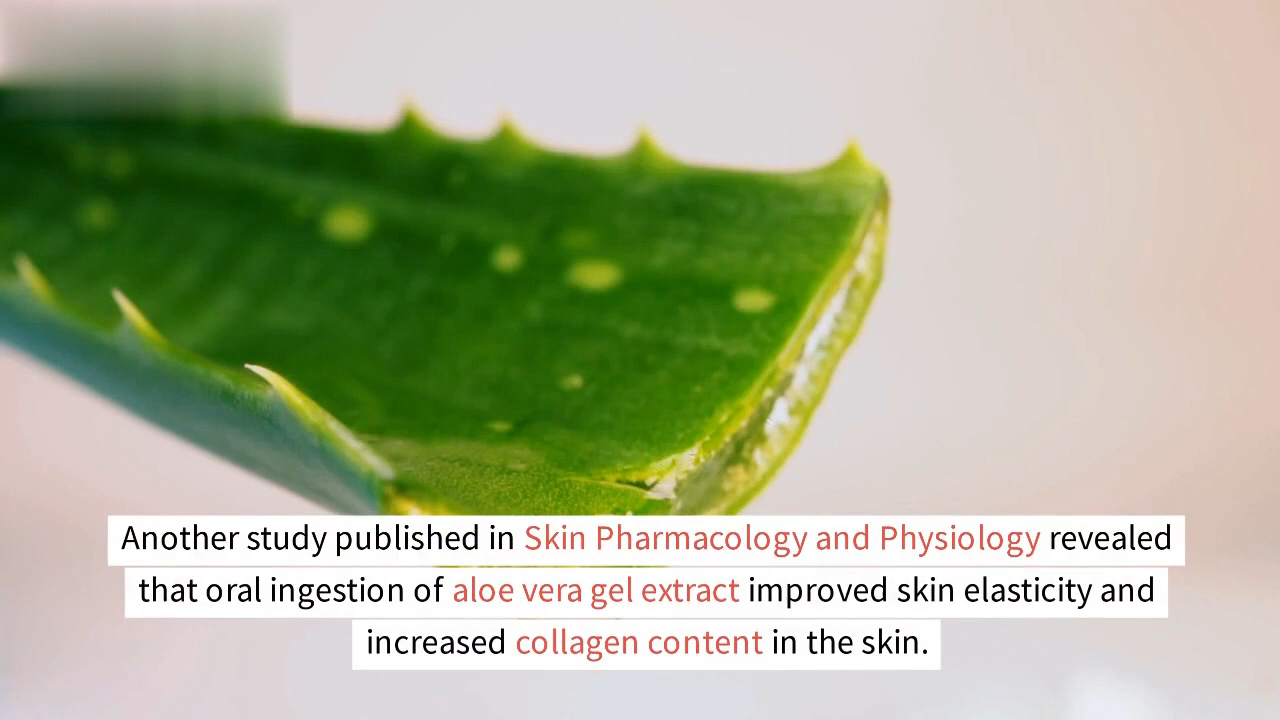 Another study published in Skin Pharmacology and Physiology revealed
that oral ingestion of aloe vera gel extract improved skin elasticity and
increased collagen content in the skin.